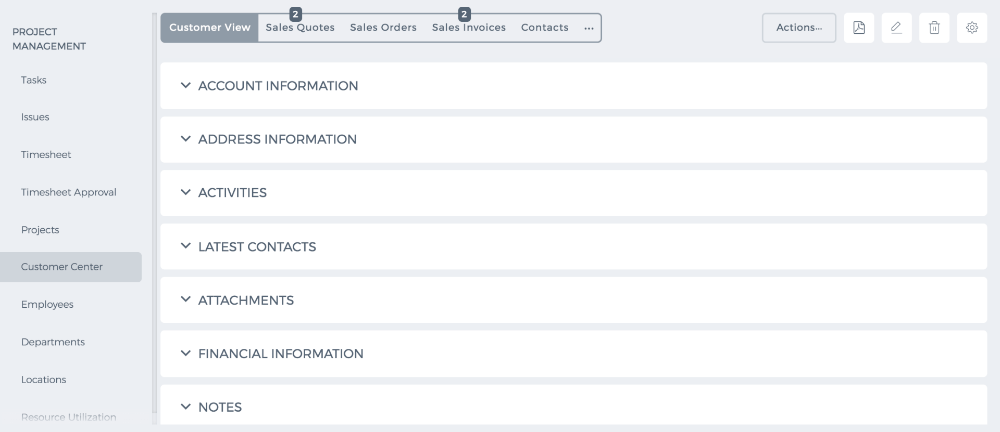 PROJECT
MANAGEMENT
Tasks
Issues
Timesheet
Timesheet Approval
Projects
Customer Center
Employees
Departments
Locations
Resource Utilization
2
2
Customer View
Sales Quotes
Sales Orders
Sales Invoices
Contacts
...
Actions...
ACCOUNT INFORMATION
ADDRESS INFORMATION
ACTIVITIES
LATEST CONTACTS
ATTACHMENTS
FINANCIAL INFORMATION
NOTES